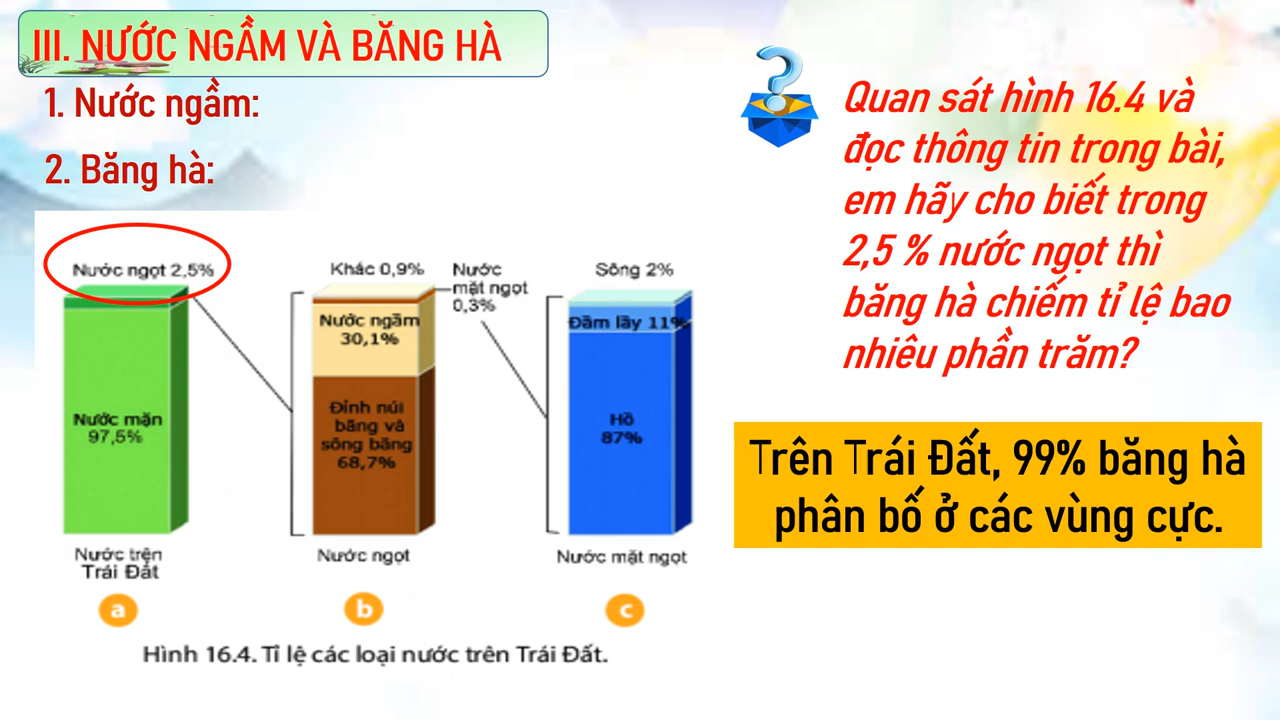 III. NƯỚC NGẦM VÀ BĂNG HÀ
1. Nước ngầm:
2. Băng hà:
Quan sát hình 16.4 và
đọc thông tin trong bài,
em hãy cho biết trong
2,5 % nước ngọt thì
băng hà chiếm tỉ lệ bao
nhiêu phần trăm?
Trên Trái Đất, 99% băng hà
phân bố ở các vùng cực.
Nước ngọt 2,5%
Nước mặn
97,5%
Nước trên
Trái Đất
a
Khác 0,9%
Nước
mặt ngọt
0,3%
Nước ngầm
30,1%
Đỉnh núi
băng và
sông băng
68,7%
Nước ngọt
b
Sông 2%
Đầm lầy 11%
Hồ
87%
Nước mặt ngọt
c
Hình 16.4. Tỉ lệ các loại nước trên Trái Đất.